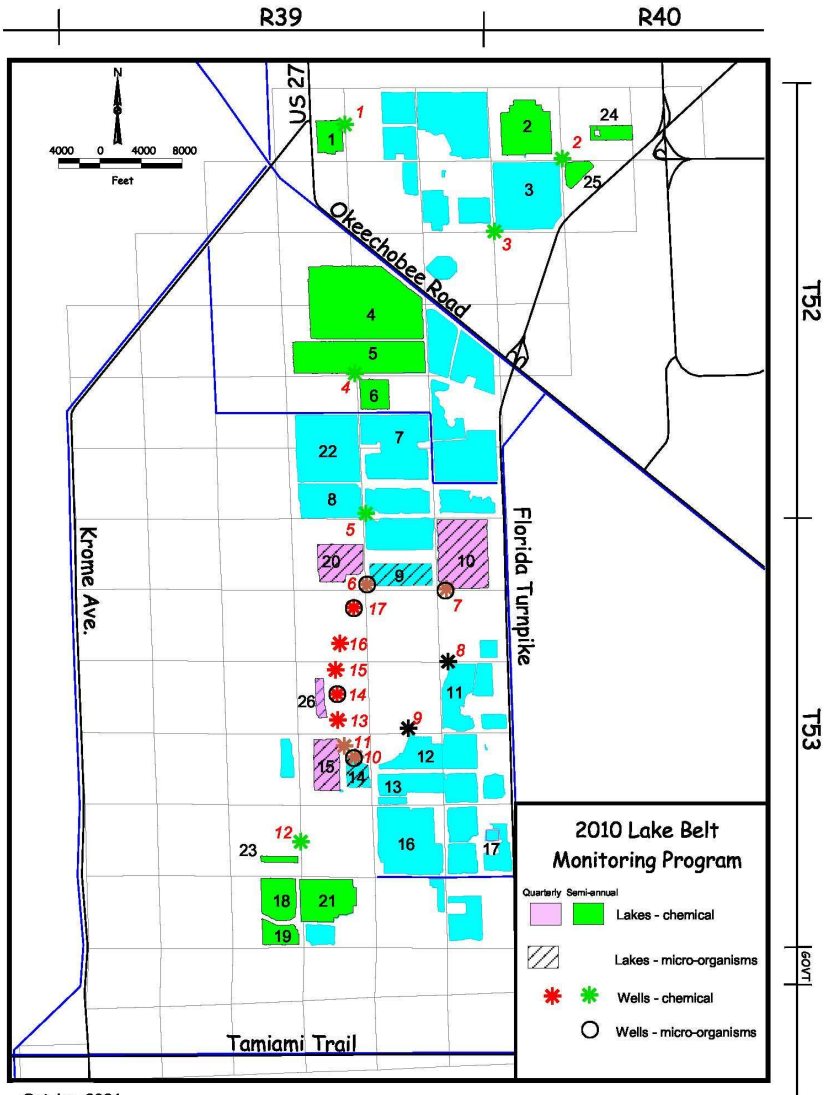 R39
R40
US 27
N
4000 0 4000 8000
Feet
1
1
2
24
2
25
3
3
Okeechobee Road
T52
4
5
4
6
7
22
8
5
Krome Ave.
Florida Turnpike
20
9
10
6
17
7
16
8
15
11
26
14
13
9
T53
11
10
12
15
14
13
12
16
17
23
18
21
19
2010 Lake Belt
Monitoring Program
Quarterly Semi-annual
Lakes - chemical
Lakes - micro-organisms
Wells - chemical
Wells - micro-organisms
GOVT
Tamiami Trail